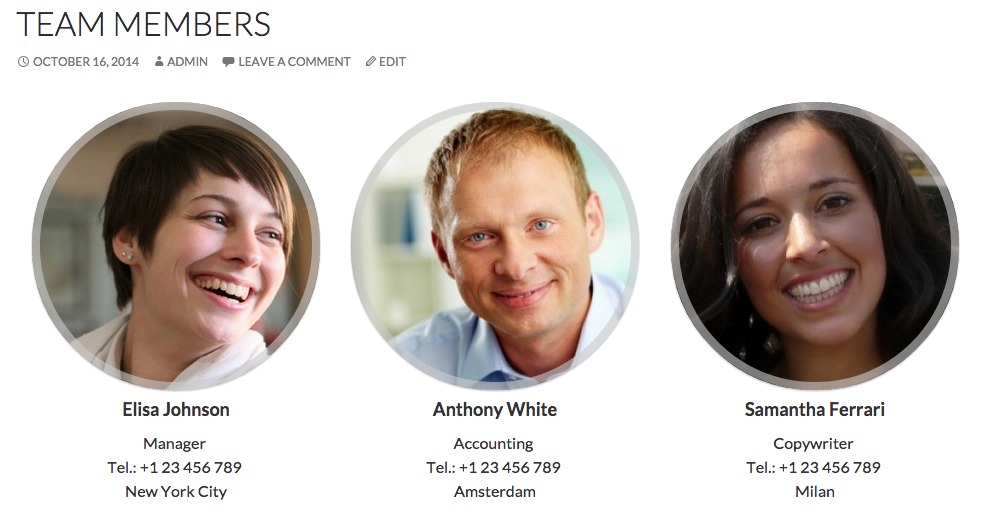 TEAM MEMBERS
OCTOBER 16, 2014 ADMIN LEAVE A COMMENT EDIT
Elisa Johnson
Manager
Tel.: +1 23 456 789
New York City
Anthony White
Accounting
Tel.: +1 23 456 789
Amsterdam
Samantha Ferrari
Copywriter
Tel.: +1 23 456 789
Milan